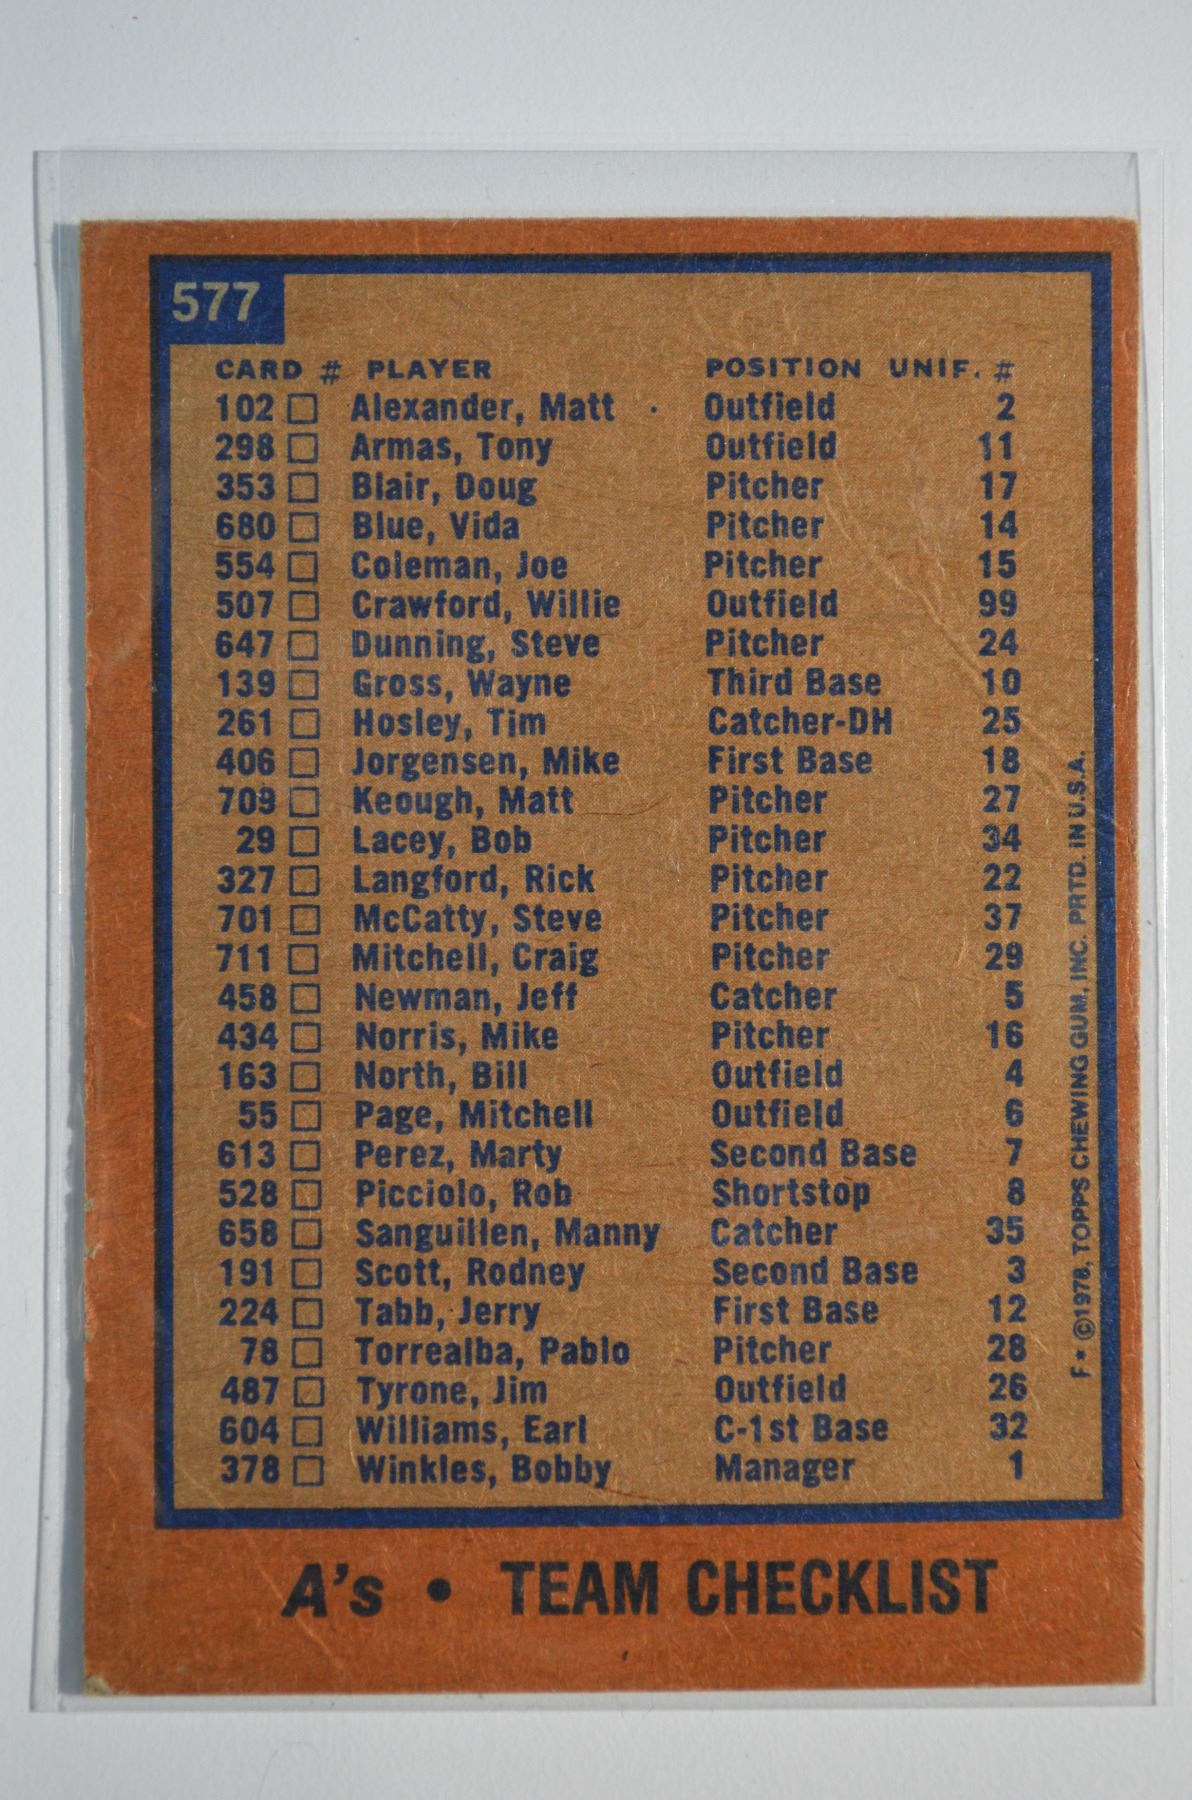 577
CARD # PLAYER POSITION UNIF. #
102 Alexander, Matt Outfield 2
298 Armas, Tony Outfield 11
353 Blair, Doug Pitcher 17
680 Blue, Vida Pitcher 14
554 Coleman, Joe Pitcher 15
507 Crawford, Willie Outfield 99
647 Dunning, Steve Pitcher 24
139 Gross, Wayne Third Base 10
261 Hosley, Tim Catcher-DH 25
406 Jorgensen, Mike First Base 18
709 Keough, Matt Pitcher 27
29 Lacey, Bob Pitcher 34
327 Langford, Rick Pitcher 22
701 McCatty, Steve Pitcher 37
711 Mitchell, Craig Pitcher 29
458 Newman, Jeff Catcher 5
434 Norris, Mike Pitcher 16
163 North, Bill Outfield 4
55 Page, Mitchell Outfield 6
613 Perez, Marty Second Base 7
528 Picciolo, Rob Shortstop 8
658 Sanguillen, Manny Catcher 35
191 Scott, Rodney Second Base 3
224 Tabb, Jerry First Base 12
78 Torrealba, Pablo Pitcher 28
487 Tyrone, Jim Outfield 26
604 Williams, Earl C-1st Base 32
378 Winkles, Bobby Manager 1
F * ©1978, TOPPS CHEWING GUM, INC. PRTD. IN U.S.A.
A's • TEAM CHECKLIST